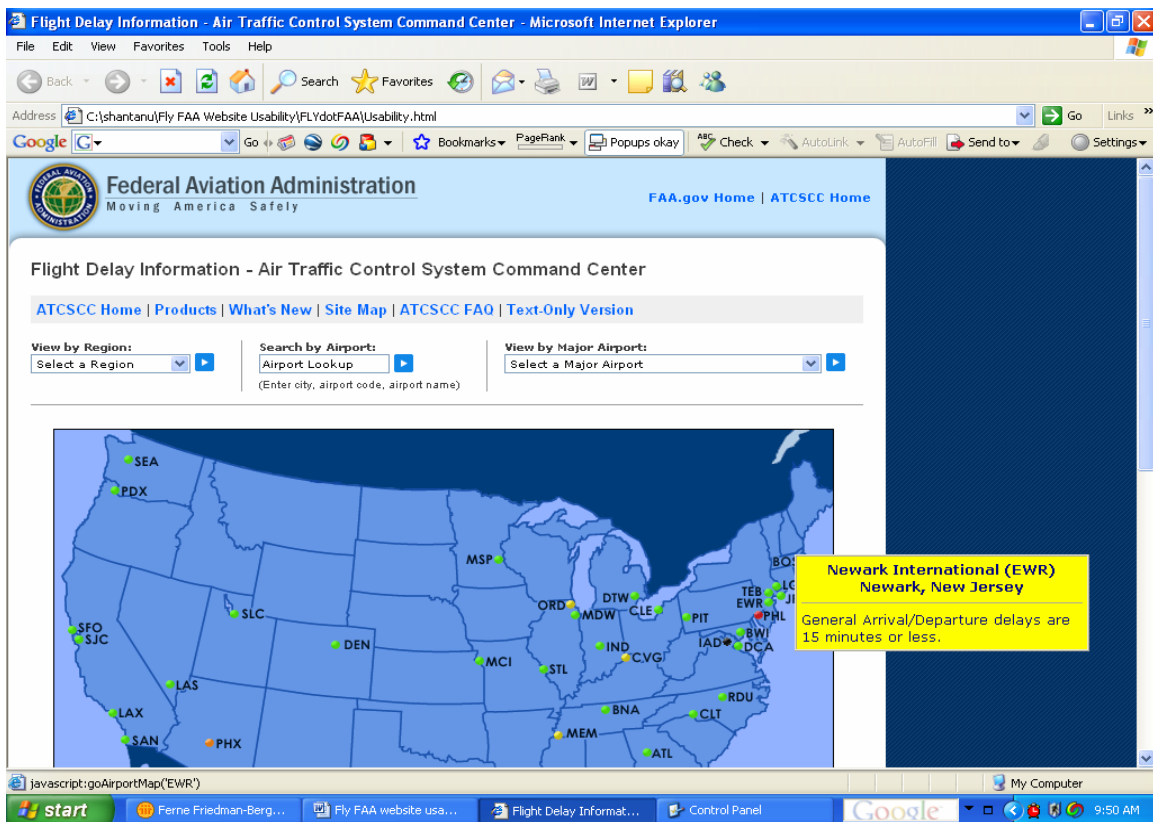 Flight Delay Information - Air Traffic Control System Command Center - Microsoft Internet Explorer
File Edit View Favorites Tools Help
Back Search Favorites
Address C:\shantanu\Fly FAA Website Usability\FLYdotFAA\Usability.html Go Links »
Google G Go Bookmarks PageRank Popups okay ABC Check AutoLink AutoFill Send to Settings
Federal Aviation Administration
Moving America Safely
FAA.gov Home | ATCSCC Home
Flight Delay Information - Air Traffic Control System Command Center
ATCSCC Home | Products | What's New | Site Map | ATCSCC FAQ | Text-Only Version
View by Region: Search by Airport: View by Major Airport:
Select a Region Airport Lookup Select a Major Airport
(Enter city, airport code, airport name)
SEA
PDX
MSP
BOS
Newark International (EWR)
Newark, New Jersey
General Arrival/Departure delays are
15 minutes or less.
TEB
EWR
ORD
DTW
MDW
CLE
PIT
PHL
SLC
SFO
SJC
DEN
IND
IAD
BWI
DCA
CVG
MCI
STL
LAS
RDU
LAX
BNA
CLT
SAN
PHX
MEM
ATL
javascript:goAirportMap('EWR') My Computer
start Ferne Friedman-Berg... Fly FAA website usa... Flight Delay Informat... Control Panel Google 9:50 AM